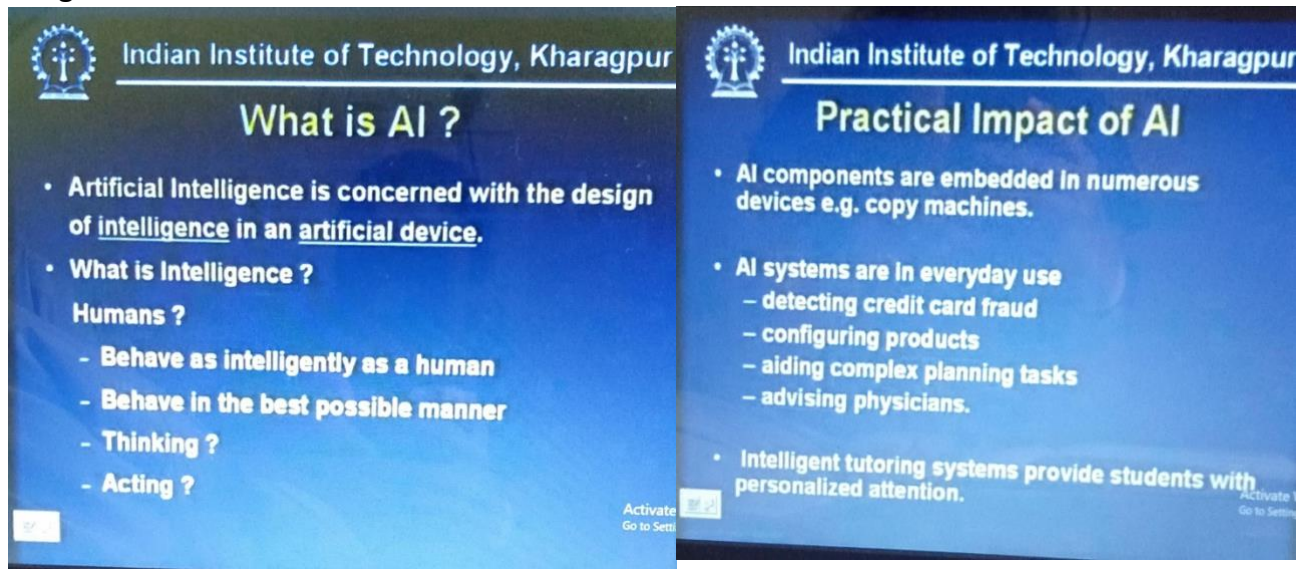 Indian Institute of Technology, Kharagpur
What is AI ?
• Artificial Intelligence is concerned with the design
of intelligence in an artificial device.
• What is Intelligence ?
Humans ?
- Behave as intelligently as a human
- Behave in the best possible manner
- Thinking ?
- Acting ?
Activate
Go to Setti
Indian Institute of Technology, Kharagpur
Practical Impact of AI
• AI components are embedded in numerous
devices e.g. copy machines.
• AI systems are in everyday use
– detecting credit card fraud
– configuring products
– aiding complex planning tasks
– advising physicians.
• Intelligent tutoring systems provide students with
personalized attention.
Activate
Go to Setting